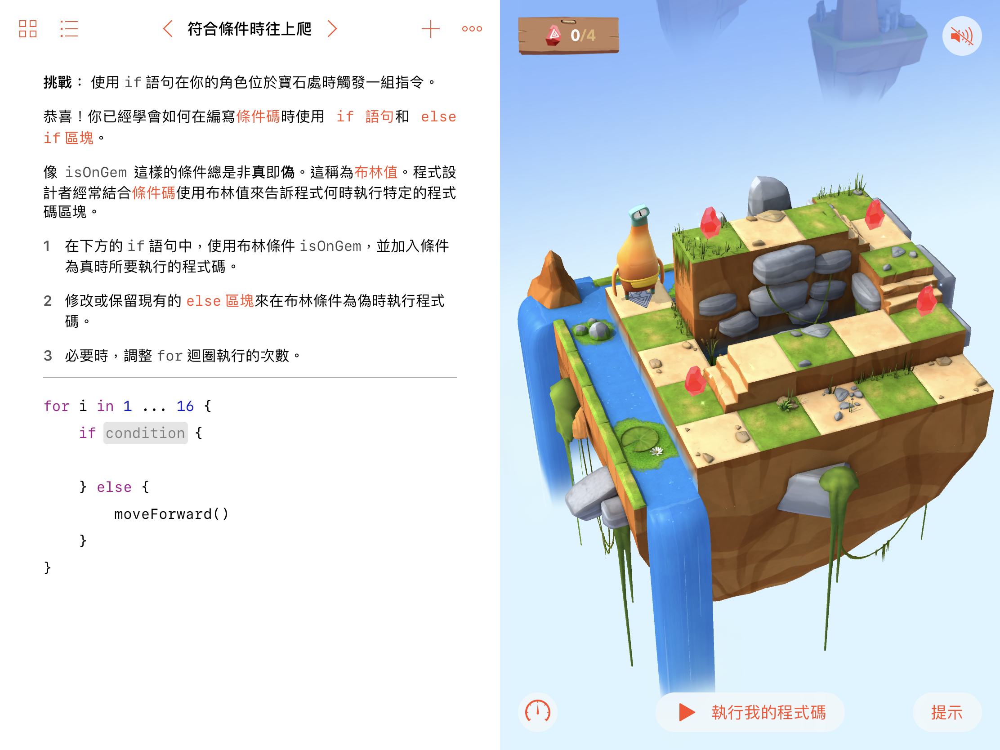 符合條件時往上爬
挑戰： 使用 if 語句在你的角色位於寶石處時觸發一組指令。
恭喜！你已經學會如何在編寫條件碼時使用 if 語句和 else
if 區塊。
像 isOnGem 這樣的條件總是非真即偽。這稱為布林值。程式設
計者經常結合條件碼使用布林值來告訴程式何時執行特定的程式
碼區塊。
1 在下方的 if 語句中，使用布林條件 isOnGem，並加入條件
為真時所要執行的程式碼。
2 修改或保留現有的 else 區塊來在布林條件為偽時執行程式
碼。
3 必要時，調整 for 迴圈執行的次數。
for i in 1 ... 16 {
if condition {
} else {
moveForward()
}
}
0/4
執行我的程式碼
提示